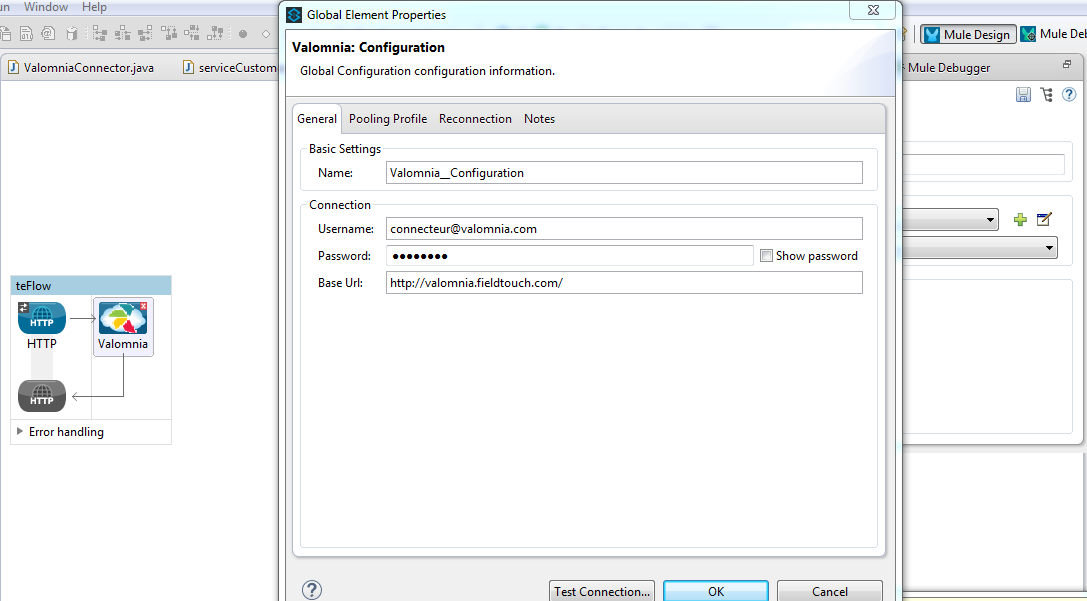 un Window Help
Global Element Properties
Mule Design
Mule Deb
ValomniaConnector.java
serviceCustom
Mule Debugger
Valomnia: Configuration
Global Configuration configuration information.
General Pooling Profile Reconnection Notes
Basic Settings
Name: Valomnia__Configuration
Connection
Username: connecteur@valomnia.com
Password: ●●●●●●●● Show password
Base Url: http://valomnia.fieldtouch.com/
teFlow
HTTP
HTTP
Valomnia
HTTP
Error handling
Test Connection... OK Cancel